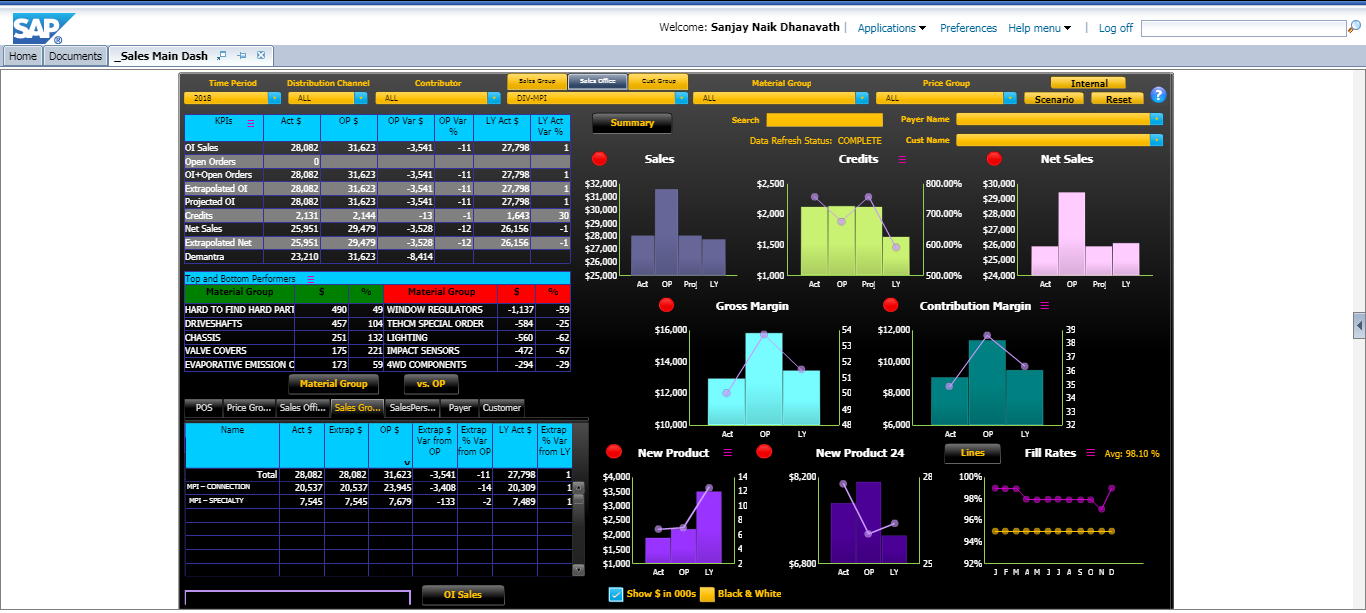 SAP ®
Welcome: Sanjay Naik Dhanavath | Applications Preferences Help menu | Log off
Home Documents _Sales Main Dash
Time Period Distribution Channel Contributor Sales Group Sales Office Cust Group Material Group Price Group Internal
2018 ALL ALL DIV-MPI ALL ALL Scenario Reset ?
KPIs Act $ OP $ OP Var $ OP Var % LY Act $ LY Act Var %
OI Sales 28,082 31,623 -3,541 -11 27,798 1
Open Orders 0
OI+Open Orders 28,082 31,623 -3,541 -11 27,798 1
Extrapolated OI 28,082 31,623 -3,541 -11 27,798 1
Projected OI 28,082 31,623 -3,541 -11 27,798 1
Credits 2,131 2,144 -13 -1 1,643 30
Net Sales 25,951 29,479 -3,528 -12 26,156 -1
Extrapolated Net 25,951 29,479 -3,528 -12 26,156 -1
Demantra 23,210 31,623 -8,414
Top and Bottom Performers
Material Group $ % Material Group $ %
HARD TO FIND HARD PART 490 49 WINDOW REGULATORS -1,137 -59
DRIVESHAFTS 457 104 TEHCM SPECIAL ORDER -584 -25
CHASSIS 251 132 LIGHTING -560 -62
VALVE COVERS 175 221 IMPACT SENSORS -472 -67
EVAPORATIVE EMISSION C 173 59 4WD COMPONENTS -294 -29
Material Group vs. OP
POS Price Gro... Sales Offi... Sales Gro... SalesPers... Payer Customer
Name Act $ Extrap $ OP $ Extrap $ Var from OP Extrap % Var from OP LY Act $ Extrap % Var from LY
Total 28,082 28,082 31,623 -3,541 -11 27,798 1
MPI – CONNECTION 20,537 20,537 23,945 -3,408 -14 20,309 1
MPI – SPECIALTY 7,545 7,545 7,679 -133 -2 7,489 1
OI Sales
Summary Search Payer Name
Data Refresh Status: COMPLETE Cust Name
Sales
$32,000
$31,000
$30,000
$29,000
$28,000
$27,000
$26,000
$25,000
Act OP Proj LY
Credits
$2,500 800.00%
$2,000 700.00%
$1,500 600.00%
$1,000 500.00%
Act OP Proj LY
Net Sales
$30,000
$29,000
$28,000
$27,000
$26,000
$25,000
$24,000
Act OP Proj LY
Gross Margin
$16,000
$14,000
$12,000
$10,000
54
53
52
51
50
49
48
Act OP LY
Contribution Margin
$12,000
$10,000
$8,000
$6,000
39
38
37
36
35
34
33
32
Act OP LY
New Product
$4,000
$3,500
$3,000
$2,500
$2,000
$1,500
$1,000
14
12
10
8
6
4
2
Act OP LY
New Product 24
$8,200 28
$6,800 25
Act OP LY
Lines Fill Rates Avg: 98.10 %
100%
98%
96%
94%
92%
J F M A M J J A S O N D
Show $ in 000s Black & White